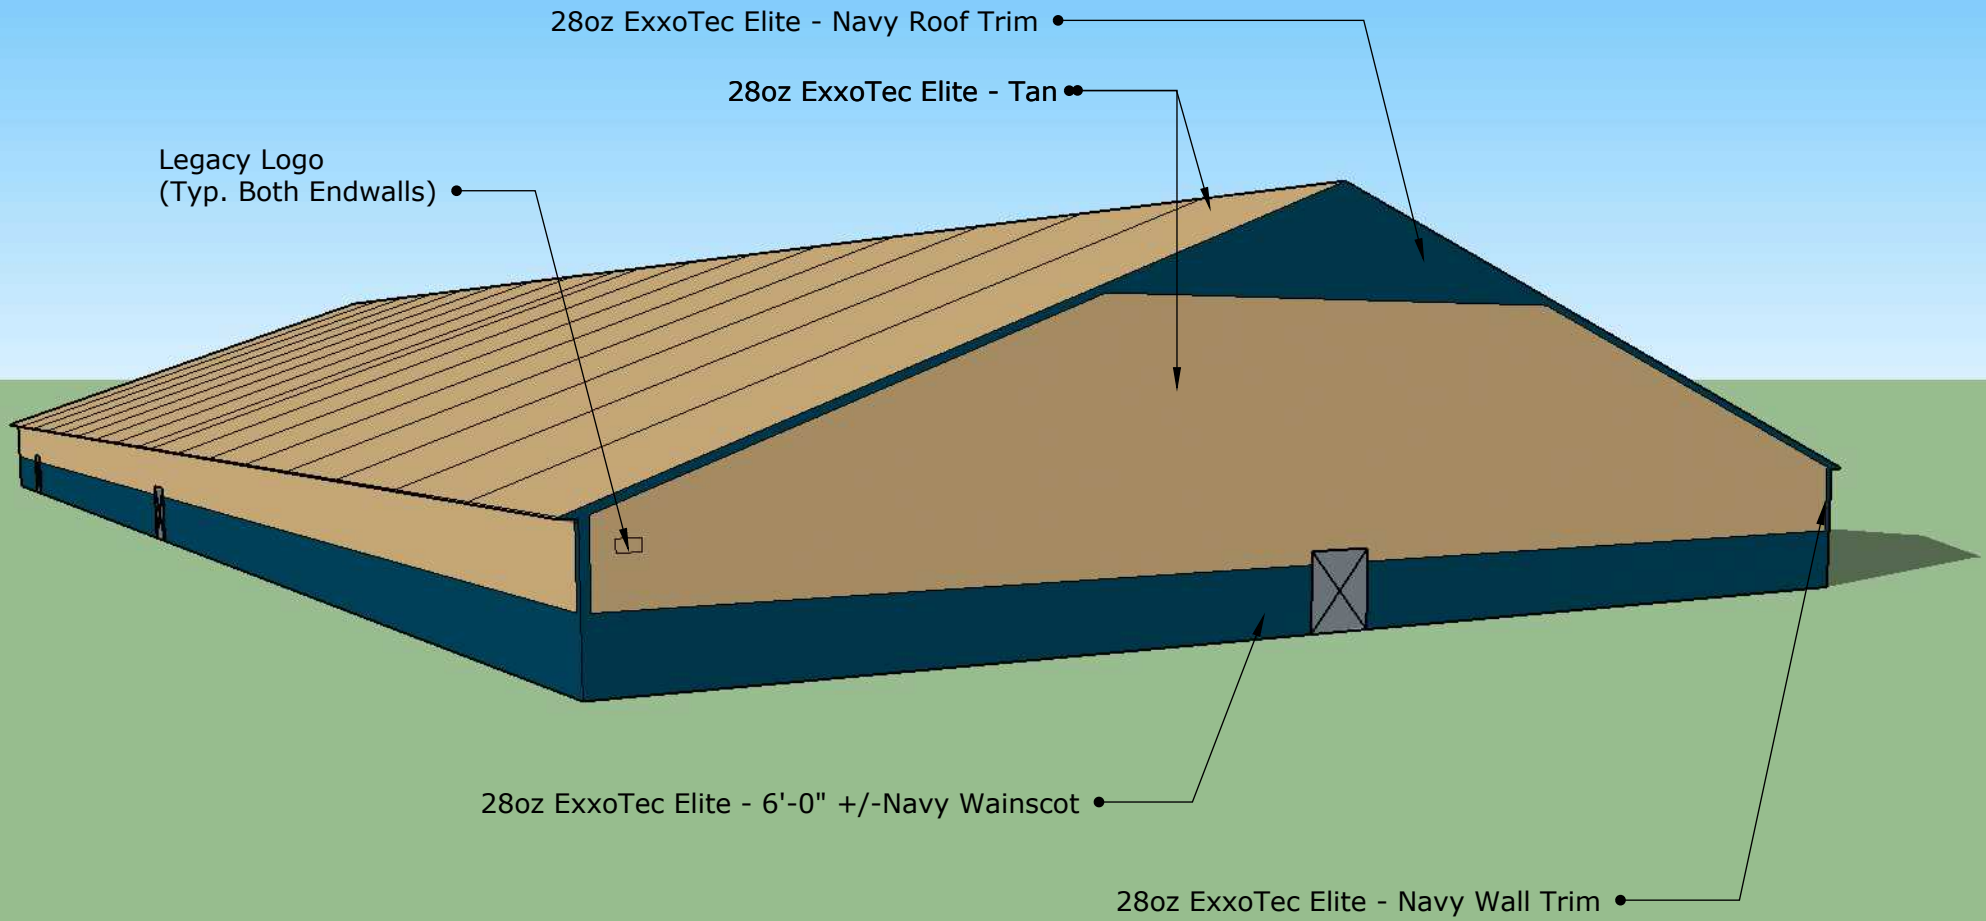 28oz ExxoTec Elite - Navy Roof Trim
28oz ExxoTec Elite - Tan
Legacy Logo
(Typ. Both Endwalls)
28oz ExxoTec Elite - 6'-0" +/-Navy Wainscot
28oz ExxoTec Elite - Navy Wall Trim